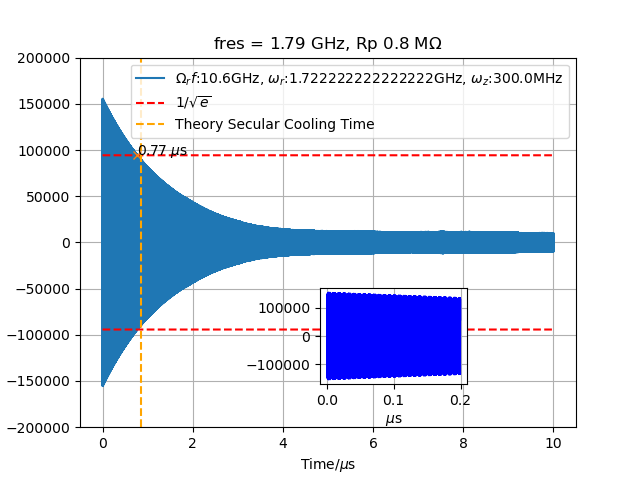 fres = 1.79 GHz, Rp 0.8 MΩ
200000
150000
100000
50000
0
−50000
−100000
−150000
−200000
Ω_rf:10.6GHz, ω_r:1.722222222222222GHz, ω_z:300.0MHz
1/√e
Theory Secular Cooling Time
0.77 μs
100000
0
−100000
0.0 0.1 0.2
μs
0 2 4 6 8 10
Time/μs